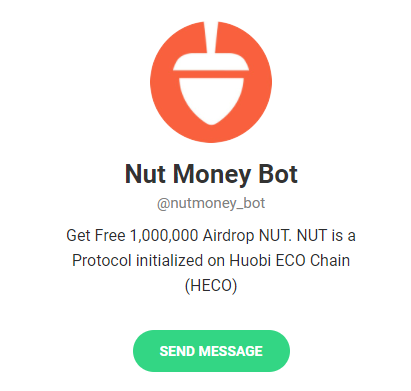 Nut Money Bot
@nutmoney_bot
Get Free 1,000,000 Airdrop NUT. NUT is a
Protocol initialized on Huobi ECO Chain
(HECO)
SEND MESSAGE